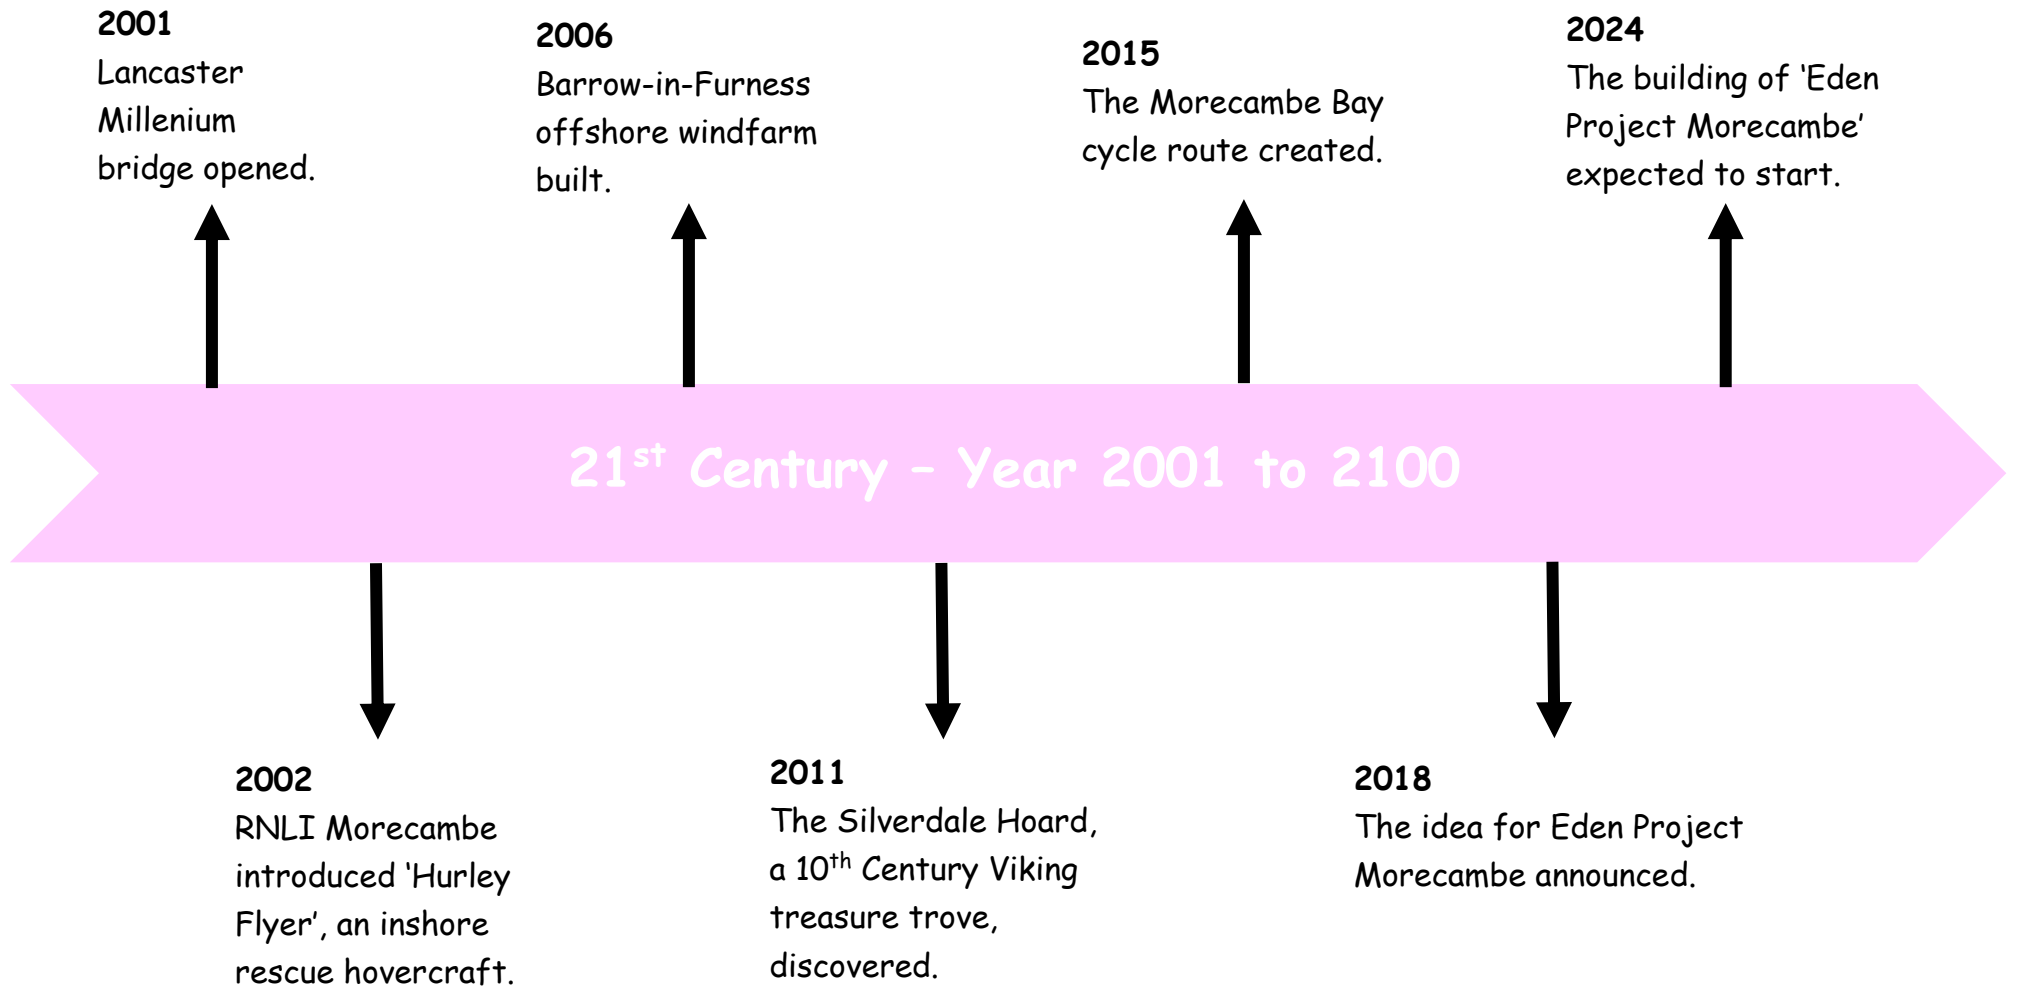 2001
Lancaster
Millenium
bridge opened.
2006
Barrow-in-Furness
offshore windfarm
built.
2015
The Morecambe Bay
cycle route created.
2024
The building of ‘Eden
Project Morecambe’
expected to start.
21st Century – Year 2001 to 2100
2002
RNLI Morecambe
introduced ‘Hurley
Flyer’, an inshore
rescue hovercraft.
2011
The Silverdale Hoard,
a 10th Century Viking
treasure trove,
discovered.
2018
The idea for Eden Project
Morecambe announced.